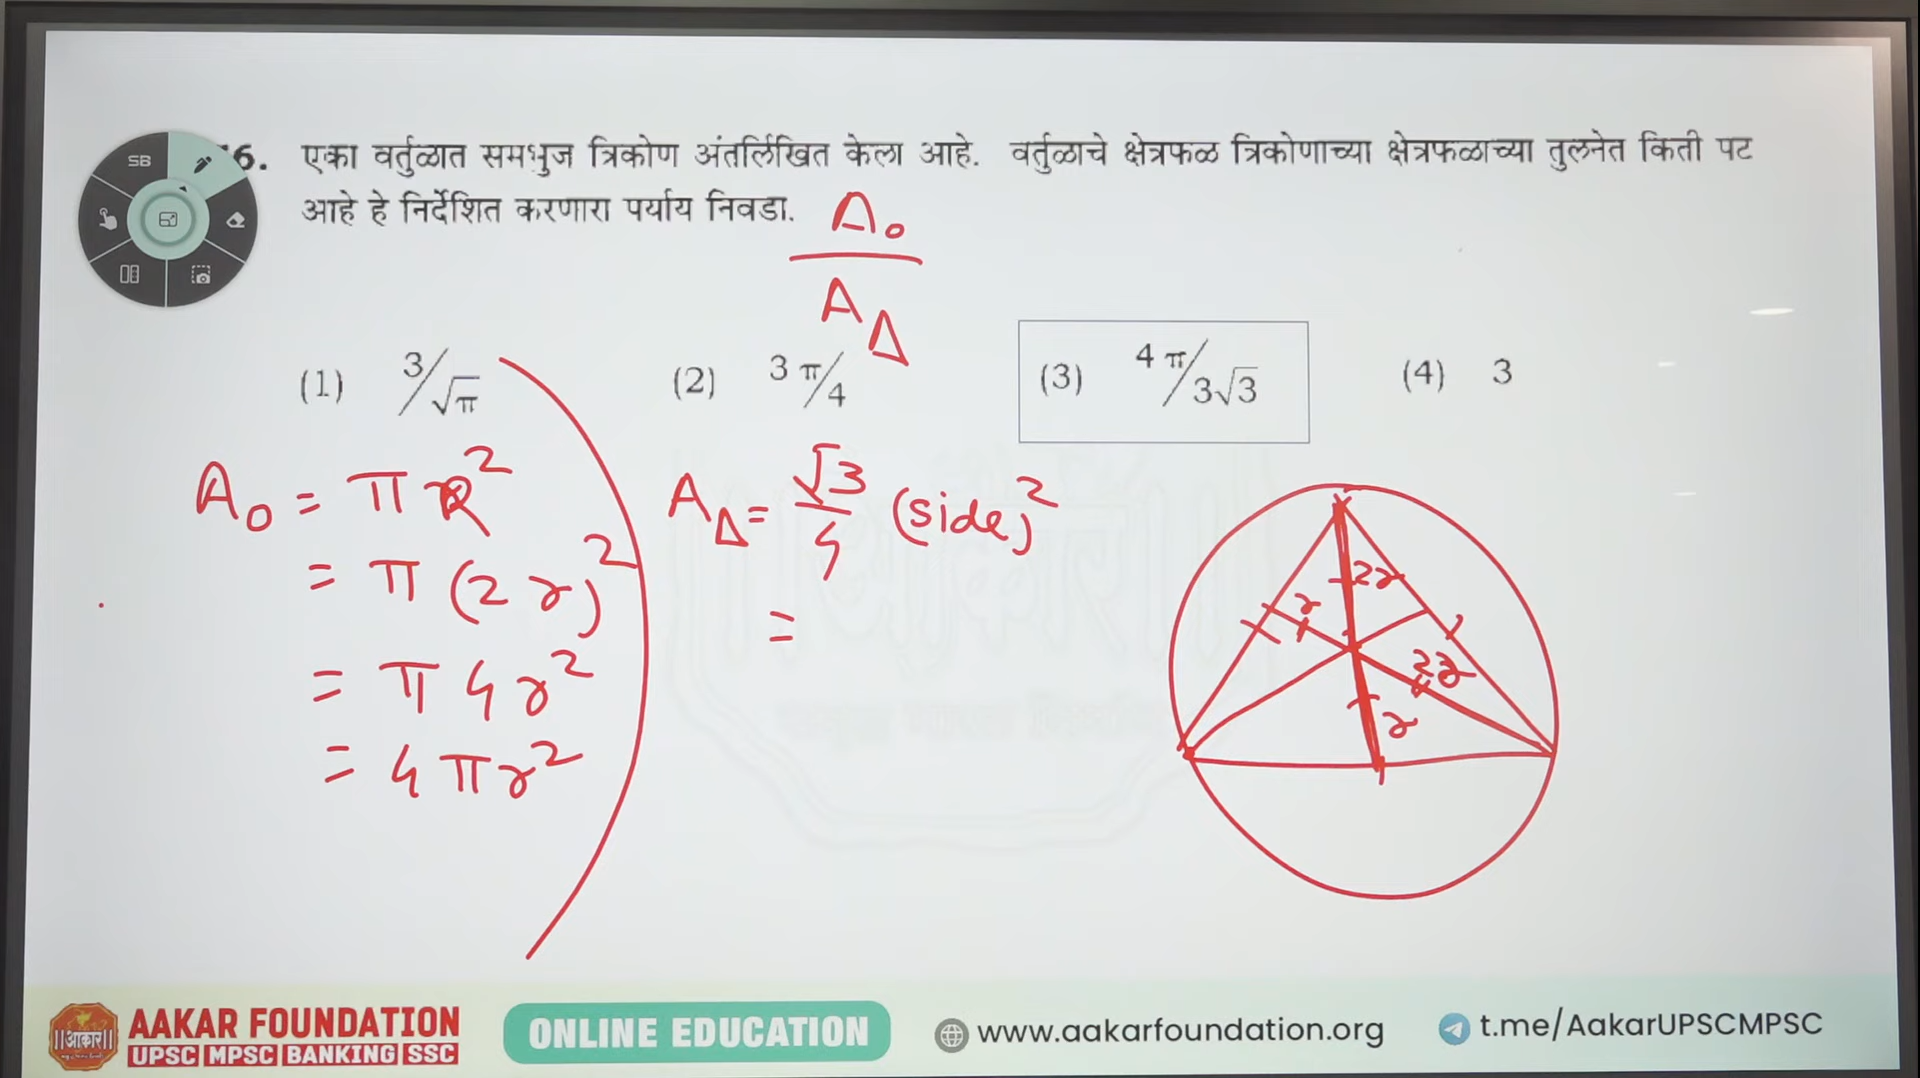 SB
6. एका वर्तुळात समभुज त्रिकोण अंतर्लिखित केला आहे. वर्तुळाचे क्षेत्रफळ त्रिकोणाच्या क्षेत्रफळाच्या तुलनेत किती पट
आहे हे निर्देशित करणारा पर्याय निवडा.
A₀
A△
(1) 3/√π (2) 3π/4 (3) 4π/3√3 (4) 3
A₀ = πR²
= π(2r)²
= π4r²
= 4πr²
A△ = √3/4 (side)²
=
2r
r
2r
r
||आकार||
AAKAR FOUNDATION
UPSC MPSC BANKING SSC
ONLINE EDUCATION
www.aakarfoundation.org
t.me/AakarUPSCMPSC